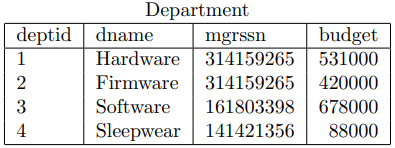 Department
deptid dname mgrssn budget
1 Hardware 314159265 531000
2 Firmware 314159265 420000
3 Software 161803398 678000
4 Sleepwear 141421356 88000